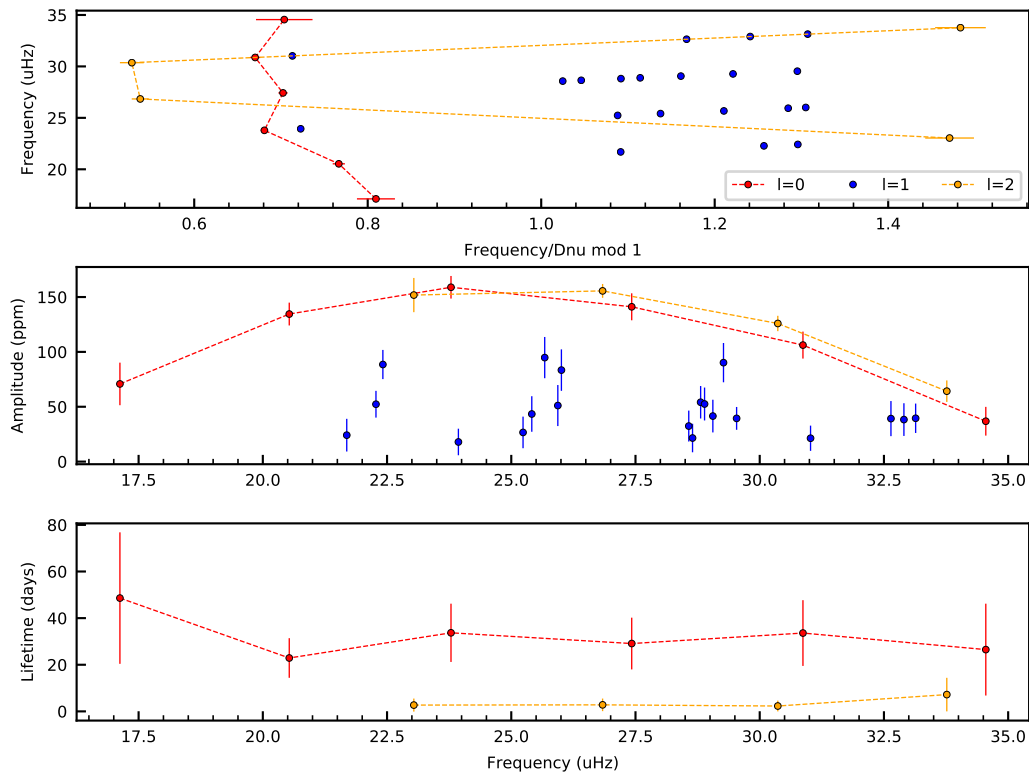 35
30
25
20
Frequency (uHz)
l=0 l=1 l=2
0.6 0.8 1.0 1.2 1.4
Frequency/Dnu mod 1
150
100
50
0
Amplitude (ppm)
17.5 20.0 22.5 25.0 27.5 30.0 32.5 35.0
80
60
40
20
0
Lifetime (days)
17.5 20.0 22.5 25.0 27.5 30.0 32.5 35.0
Frequency (uHz)